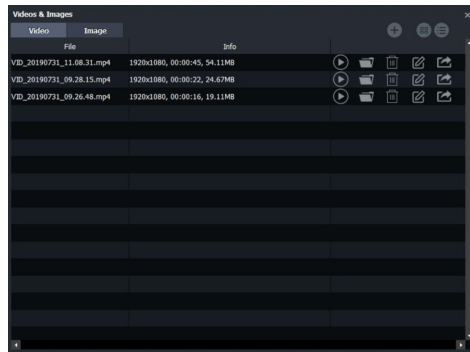 Videos & Images
Video Image
File Info
VID_20190731_11.08.31.mp4 1920x1080, 00:00:45, 54.11MB
VID_20190731_09.28.15.mp4 1920x1080, 00:00:22, 24.67MB
VID_20190731_09.26.48.mp4 1920x1080, 00:00:16, 19.11MB